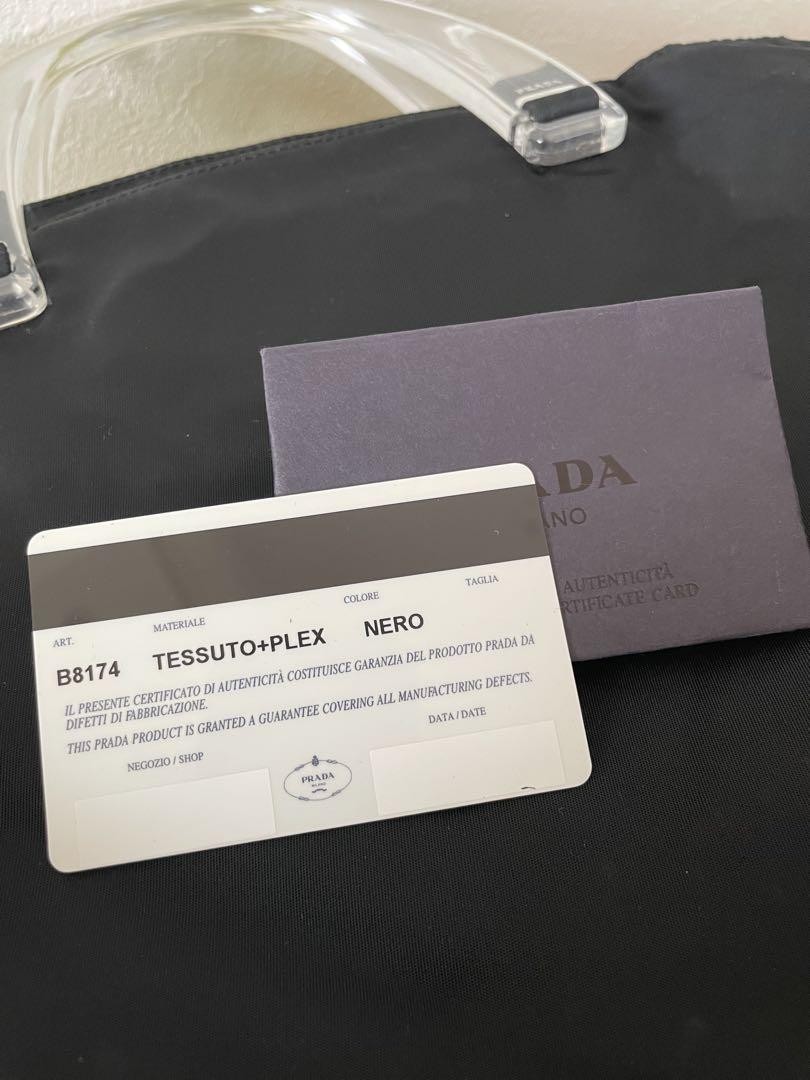 PRADA
ADA
ANO
AUTENTICITÀ
RTIFICATE CARD
ART. MATERIALE COLORE TAGLIA
B8174 TESSUTO+PLEX NERO
IL PRESENTE CERTIFICATO DI AUTENTICITÀ COSTITUISCE GARANZIA DEL PRODOTTO PRADA DA
DIFETTI DI FABBRICAZIONE.
THIS PRADA PRODUCT IS GRANTED A GUARANTEE COVERING ALL MANUFACTURING DEFECTS.
NEGOZIO / SHOP DATA / DATE
PRADA
MILANO